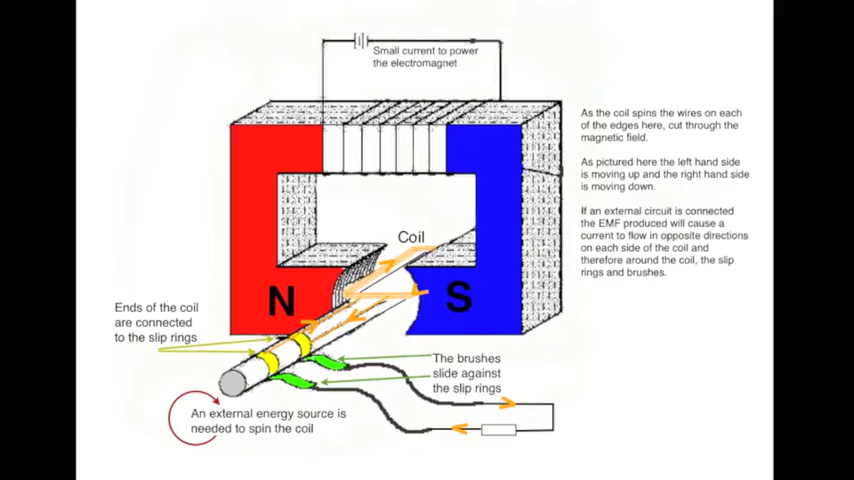 Small current to power
the electromagnet
As the coil spins the wires on each
of the edges here, cut through the
magnetic field.
As pictured here the left hand side
is moving up and the right hand side
is moving down.
If an external circuit is connected
the EMF produced will cause a
current to flow in opposite directions
on each side of the coil and
therefore around the coil, the slip
rings and brushes.
Coil
N
S
Ends of the coil
are connected
to the slip rings
The brushes
slide against
the slip rings
An external energy source is
needed to spin the coil